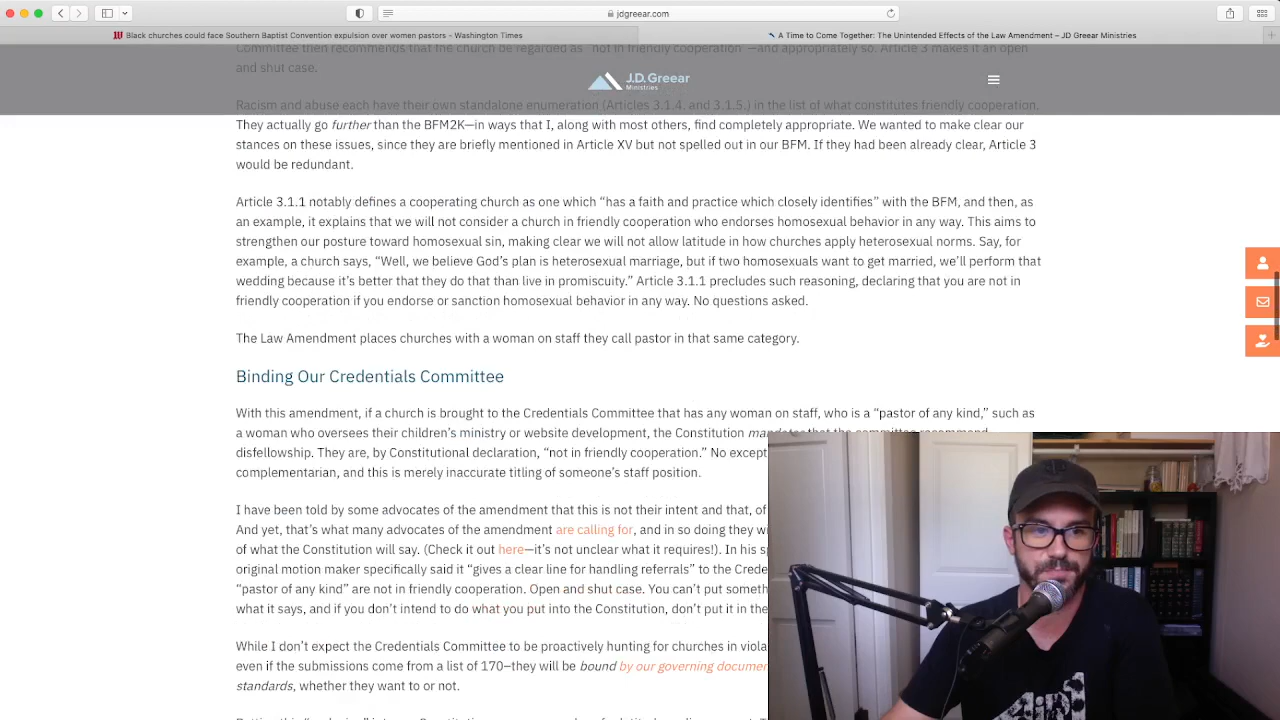 jdgreear.com
Black churches could face Southern Baptist Convention expulsion over women pastors - Washington Times
A Time to Come Together: The Unintended Effects of the Law Amendment – JD Greear Ministries
Committee then recommends that the church be regarded as “not in friendly cooperation”—and appropriately so. Article 3 makes it an open
and shut case.
J.D.Greear
Ministries
Racism and abuse each have their own standalone enumeration (Articles 3.1.4. and 3.1.5.) in the list of what constitutes friendly cooperation.
They actually go further than the BFM2K—in ways that I, along with most others, find completely appropriate. We wanted to make clear our
stances on these issues, since they are briefly mentioned in Article XV but not spelled out in our BFM. If they had been already clear, Article 3
would be redundant.
Article 3.1.1 notably defines a cooperating church as one which “has a faith and practice which closely identifies” with the BFM, and then, as
an example, it explains that we will not consider a church in friendly cooperation who endorses homosexual behavior in any way. This aims to
strengthen our posture toward homosexual sin, making clear we will not allow latitude in how churches apply heterosexual norms. Say, for
example, a church says, “Well, we believe God’s plan is heterosexual marriage, but if two homosexuals want to get married, we’ll perform that
wedding because it’s better that they do that than live in promiscuity.” Article 3.1.1 precludes such reasoning, declaring that you are not in
friendly cooperation if you endorse or sanction homosexual behavior in any way. No questions asked.
The Law Amendment places churches with a woman on staff they call pastor in that same category.
Binding Our Credentials Committee
With this amendment, if a church is brought to the Credentials Committee that has any woman on staff, who is a “pastor of any kind,” such as
a woman who oversees their children’s ministry or website development, the Constitution mandates that the committee recommend
disfellowship. They are, by Constitutional declaration, “not in friendly cooperation.” No
complementarian, and this is merely inaccurate titling of someone’s staff position.
I have been told by some advocates of the amendment that this is not their intent and that,
And yet, that’s what many advocates of the amendment are calling for, and in so doing they
of what the Constitution will say. (Check it out here—it’s not unclear what it requires!). In his
original motion maker specifically said it “gives a clear line for handling referrals” to the
“pastor of any kind” are not in friendly cooperation. Open and shut case. You can’t put
what it says, and if you don’t intend to do what you put into the Constitution, don’t put it in the
While I don’t expect the Credentials Committee to be proactively hunting for churches in
even if the submissions come from a list of 170—they will be bound by our governing
standards, whether they want to or not.